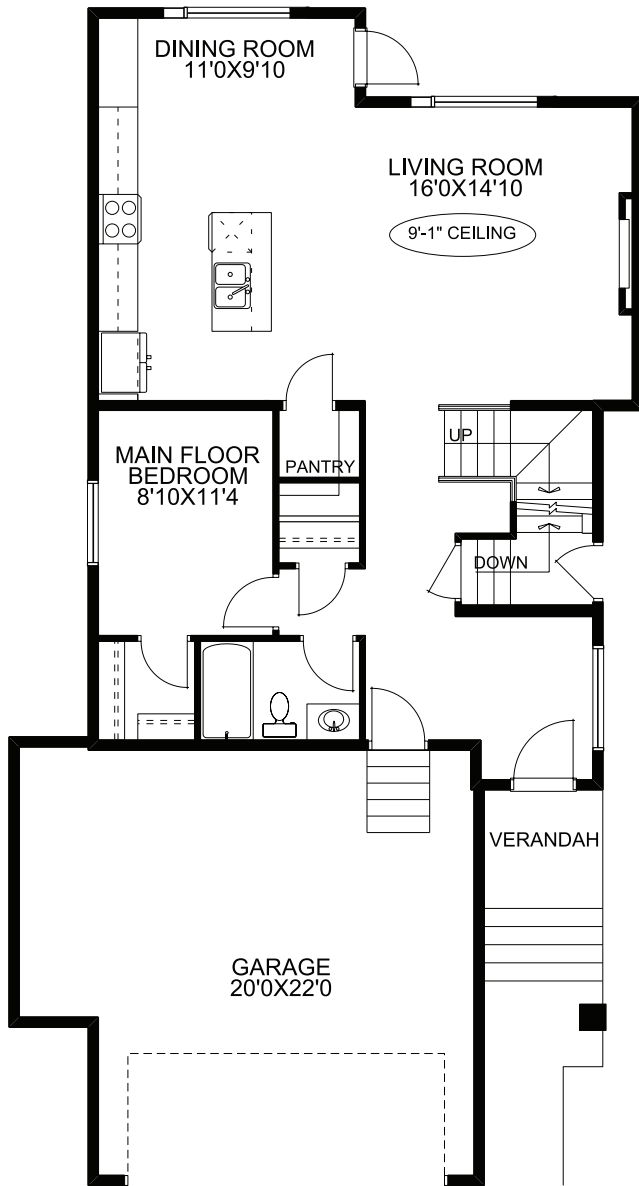 DINING ROOM
11'0X9'10
LIVING ROOM
16'0X14'10
9'-1" CEILING
UP
MAIN FLOOR
BEDROOM
8'10X11'4
PANTRY
DOWN
VERANDAH
GARAGE
20'0X22'0